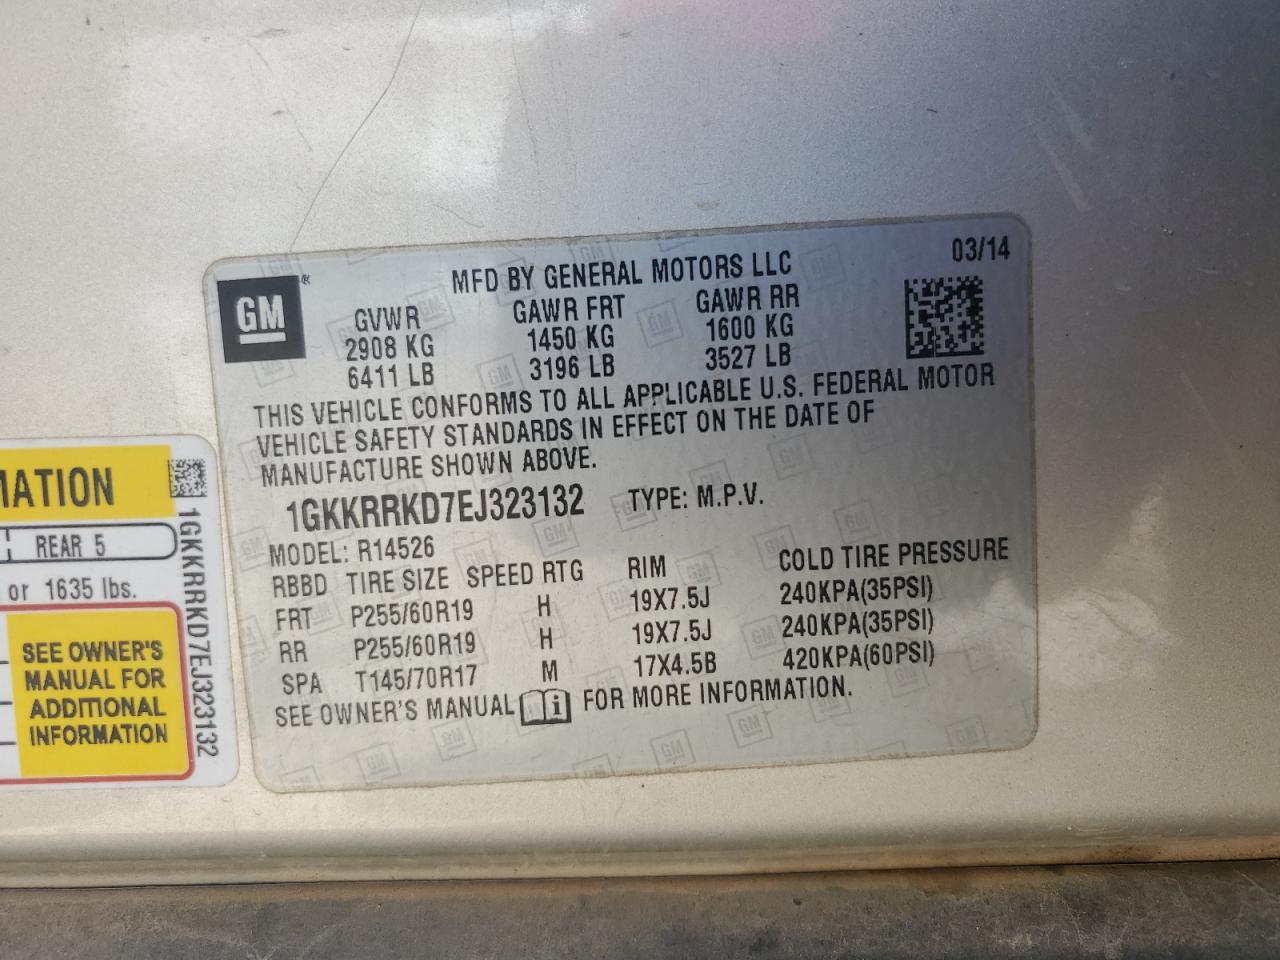 GM
®
03/14
MFD BY GENERAL MOTORS LLC
GVWR GAWR FRT GAWR RR
2908 KG 1450 KG 1600 KG
6411 LB 3196 LB 3527 LB
THIS VEHICLE CONFORMS TO ALL APPLICABLE U.S. FEDERAL MOTOR
VEHICLE SAFETY STANDARDS IN EFFECT ON THE DATE OF
MANUFACTURE SHOWN ABOVE.
1GKKRRKD7EJ323132 TYPE: M.P.V.
MODEL: R14526
RBBD TIRE SIZE SPEED RTG RIM COLD TIRE PRESSURE
FRT P255/60R19 H 19X7.5J 240KPA(35PSI)
RR P255/60R19 H 19X7.5J 240KPA(35PSI)
SPA T145/70R17 M 17X4.5B 420KPA(60PSI)
SEE OWNER'S MANUAL i FOR MORE INFORMATION.
MATION
REAR 5
or 1635 lbs.
SEE OWNER'S
MANUAL FOR
ADDITIONAL
INFORMATION
1GKKRRKD7EJ323132